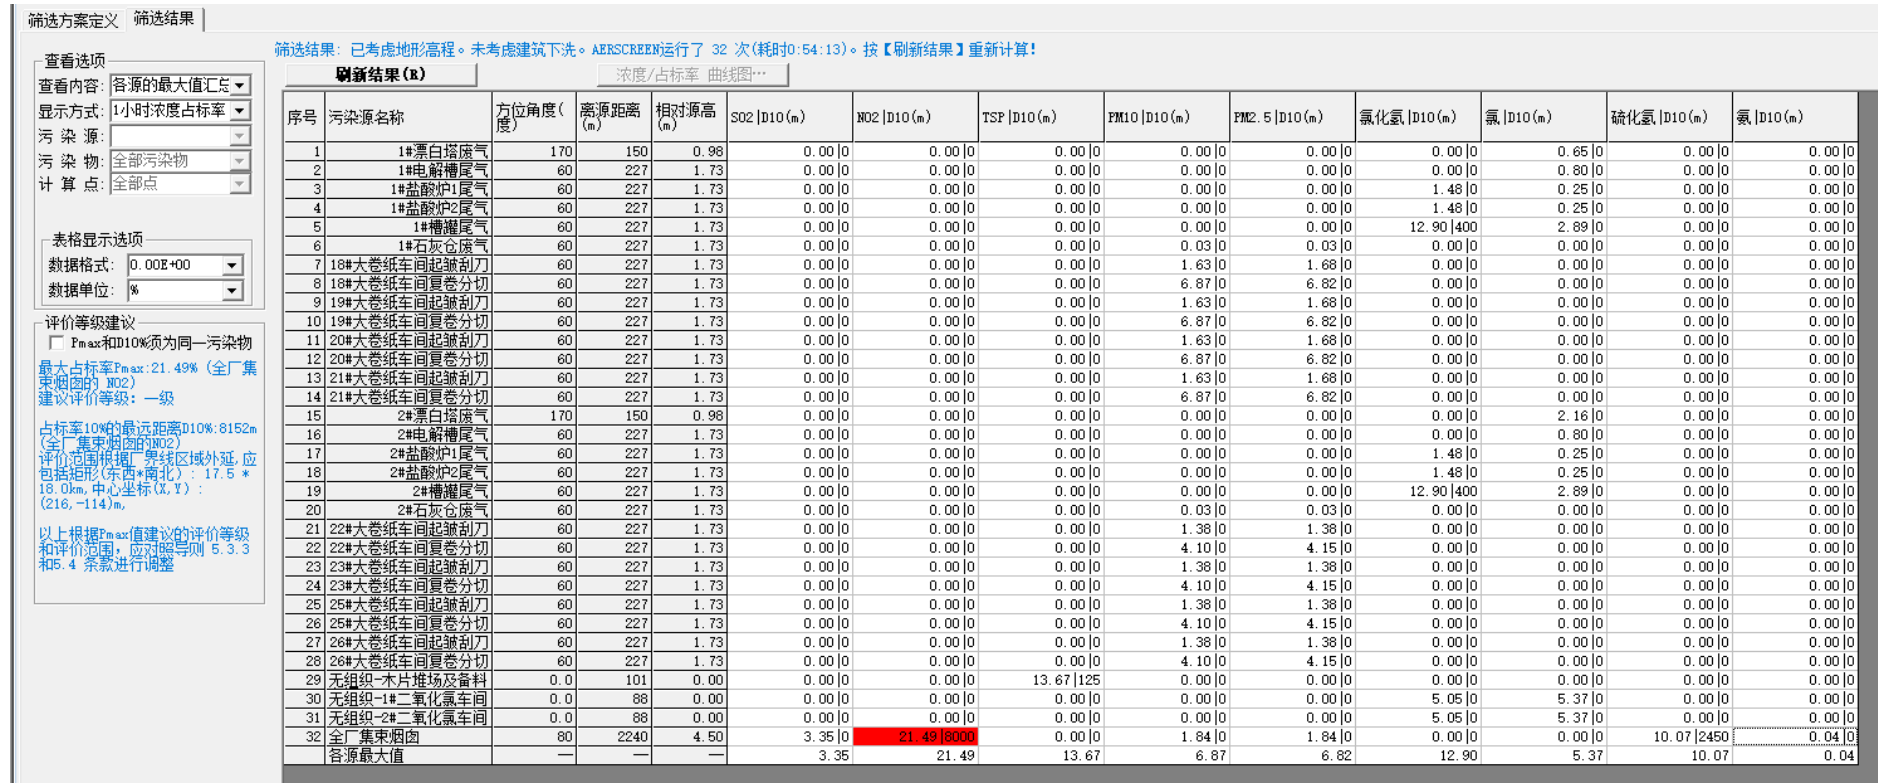 筛选方案定义 筛选结果
筛选结果: 已考虑地形高程。未考虑建筑下洗。AERSCREEN运行了 32 次(耗时0:54:13)。按【刷新结果】重新计算!
刷新结果(R) 浓度/占标率 曲线图…
查看选项
查看内容: 各源的最大值汇总
显示方式: 1小时浓度占标率
污 染 源:
污 染 物: 全部污染物
计 算 点: 全部点
表格显示选项
数据格式: 0.00E+00
数据单位: %
评价等级建议
Pmax和D10%须为同一污染物
最大占标率Pmax:21.49% (全厂集
束烟囱的 NO2)
建议评价等级: 一级
占标率10%的最远距离D10%:8152m
(全厂集束烟囱的NO2)
评价范围根据厂界线区域外延,应
包括矩形(东西*南北): 17.5 *
18.0km,中心坐标(X,Y):
(216,-114)m,
以上根据Pmax值建议的评价等级
和评价范围, 应对照导则 5.3.3
和5.4 条款进行调整
序号 污染源名称 方位角度(度) 离源距离(m) 相对源高(m) SO2|D10(m) NO2|D10(m) TSP|D10(m) PM10|D10(m) PM2.5|D10(m) 氯化氢|D10(m) 氯|D10(m) 硫化氢|D10(m) 氨|D10(m)
1 1#漂白塔废气 170 150 0.98 0.00|0 0.00|0 0.00|0 0.00|0 0.00|0 0.00|0 0.65|0 0.00|0 0.00|0
2 1#电解槽尾气 60 227 1.73 0.00|0 0.00|0 0.00|0 0.00|0 0.00|0 0.00|0 0.80|0 0.00|0 0.00|0
3 1#盐酸炉1尾气 60 227 1.73 0.00|0 0.00|0 0.00|0 0.00|0 0.00|0 1.48|0 0.25|0 0.00|0 0.00|0
4 1#盐酸炉2尾气 60 227 1.73 0.00|0 0.00|0 0.00|0 0.00|0 0.00|0 1.48|0 0.25|0 0.00|0 0.00|0
5 1#槽罐尾气 60 227 1.73 0.00|0 0.00|0 0.00|0 0.00|0 0.00|0 12.90|400 2.89|0 0.00|0 0.00|0
6 1#石灰仓废气 60 227 1.73 0.00|0 0.00|0 0.00|0 0.03|0 0.03|0 0.00|0 0.00|0 0.00|0 0.00|0
7 18#大卷纸车间起皱刮刀 60 227 1.73 0.00|0 0.00|0 0.00|0 1.63|0 1.68|0 0.00|0 0.00|0 0.00|0 0.00|0
8 18#大卷纸车间复卷分切 60 227 1.73 0.00|0 0.00|0 0.00|0 6.87|0 6.82|0 0.00|0 0.00|0 0.00|0 0.00|0
9 19#大卷纸车间起皱刮刀 60 227 1.73 0.00|0 0.00|0 0.00|0 1.63|0 1.68|0 0.00|0 0.00|0 0.00|0 0.00|0
10 19#大卷纸车间复卷分切 60 227 1.73 0.00|0 0.00|0 0.00|0 6.87|0 6.82|0 0.00|0 0.00|0 0.00|0 0.00|0
11 20#大卷纸车间起皱刮刀 60 227 1.73 0.00|0 0.00|0 0.00|0 1.63|0 1.68|0 0.00|0 0.00|0 0.00|0 0.00|0
12 20#大卷纸车间复卷分切 60 227 1.73 0.00|0 0.00|0 0.00|0 6.87|0 6.82|0 0.00|0 0.00|0 0.00|0 0.00|0
13 21#大卷纸车间起皱刮刀 60 227 1.73 0.00|0 0.00|0 0.00|0 1.63|0 1.68|0 0.00|0 0.00|0 0.00|0 0.00|0
14 21#大卷纸车间复卷分切 60 227 1.73 0.00|0 0.00|0 0.00|0 6.87|0 6.82|0 0.00|0 0.00|0 0.00|0 0.00|0
15 2#漂白塔废气 170 150 0.98 0.00|0 0.00|0 0.00|0 0.00|0 0.00|0 0.00|0 2.16|0 0.00|0 0.00|0
16 2#电解槽尾气 60 227 1.73 0.00|0 0.00|0 0.00|0 0.00|0 0.00|0 0.00|0 0.80|0 0.00|0 0.00|0
17 2#盐酸炉1尾气 60 227 1.73 0.00|0 0.00|0 0.00|0 0.00|0 0.00|0 1.48|0 0.25|0 0.00|0 0.00|0
18 2#盐酸炉2尾气 60 227 1.73 0.00|0 0.00|0 0.00|0 0.00|0 0.00|0 1.48|0 0.25|0 0.00|0 0.00|0
19 2#槽罐尾气 60 227 1.73 0.00|0 0.00|0 0.00|0 0.00|0 0.00|0 12.90|400 2.89|0 0.00|0 0.00|0
20 2#石灰仓废气 60 227 1.73 0.00|0 0.00|0 0.00|0 0.03|0 0.03|0 0.00|0 0.00|0 0.00|0 0.00|0
21 22#大卷纸车间起皱刮刀 60 227 1.73 0.00|0 0.00|0 0.00|0 1.38|0 1.38|0 0.00|0 0.00|0 0.00|0 0.00|0
22 22#大卷纸车间复卷分切 60 227 1.73 0.00|0 0.00|0 0.00|0 4.10|0 4.15|0 0.00|0 0.00|0 0.00|0 0.00|0
23 23#大卷纸车间起皱刮刀 60 227 1.73 0.00|0 0.00|0 0.00|0 1.38|0 1.38|0 0.00|0 0.00|0 0.00|0 0.00|0
24 23#大卷纸车间复卷分切 60 227 1.73 0.00|0 0.00|0 0.00|0 4.10|0 4.15|0 0.00|0 0.00|0 0.00|0 0.00|0
25 25#大卷纸车间起皱刮刀 60 227 1.73 0.00|0 0.00|0 0.00|0 1.38|0 1.38|0 0.00|0 0.00|0 0.00|0 0.00|0
26 25#大卷纸车间复卷分切 60 227 1.73 0.00|0 0.00|0 0.00|0 4.10|0 4.15|0 0.00|0 0.00|0 0.00|0 0.00|0
27 26#大卷纸车间起皱刮刀 60 227 1.73 0.00|0 0.00|0 0.00|0 1.38|0 1.38|0 0.00|0 0.00|0 0.00|0 0.00|0
28 26#大卷纸车间复卷分切 60 227 1.73 0.00|0 0.00|0 0.00|0 4.10|0 4.15|0 0.00|0 0.00|0 0.00|0 0.00|0
29 无组织-木片堆场及备料 0.0 101 0.00 0.00|0 0.00|0 13.67|125 0.00|0 0.00|0 0.00|0 0.00|0 0.00|0 0.00|0
30 无组织-1#二氧化氯车间 0.0 88 0.00 0.00|0 0.00|0 0.00|0 0.00|0 0.00|0 5.05|0 5.37|0 0.00|0 0.00|0
31 无组织-2#二氧化氯车间 0.0 88 0.00 0.00|0 0.00|0 0.00|0 0.00|0 0.00|0 5.05|0 5.37|0 0.00|0 0.00|0
32 全厂集束烟囱 80 2240 4.50 3.35|0 21.49|8000 0.00|0 1.84|0 1.84|0 0.00|0 0.00|0 10.07|2450 0.04|0
各源最大值 — — — 3.35 21.49 13.67 6.87 6.82 12.90 5.37 10.07 0.04